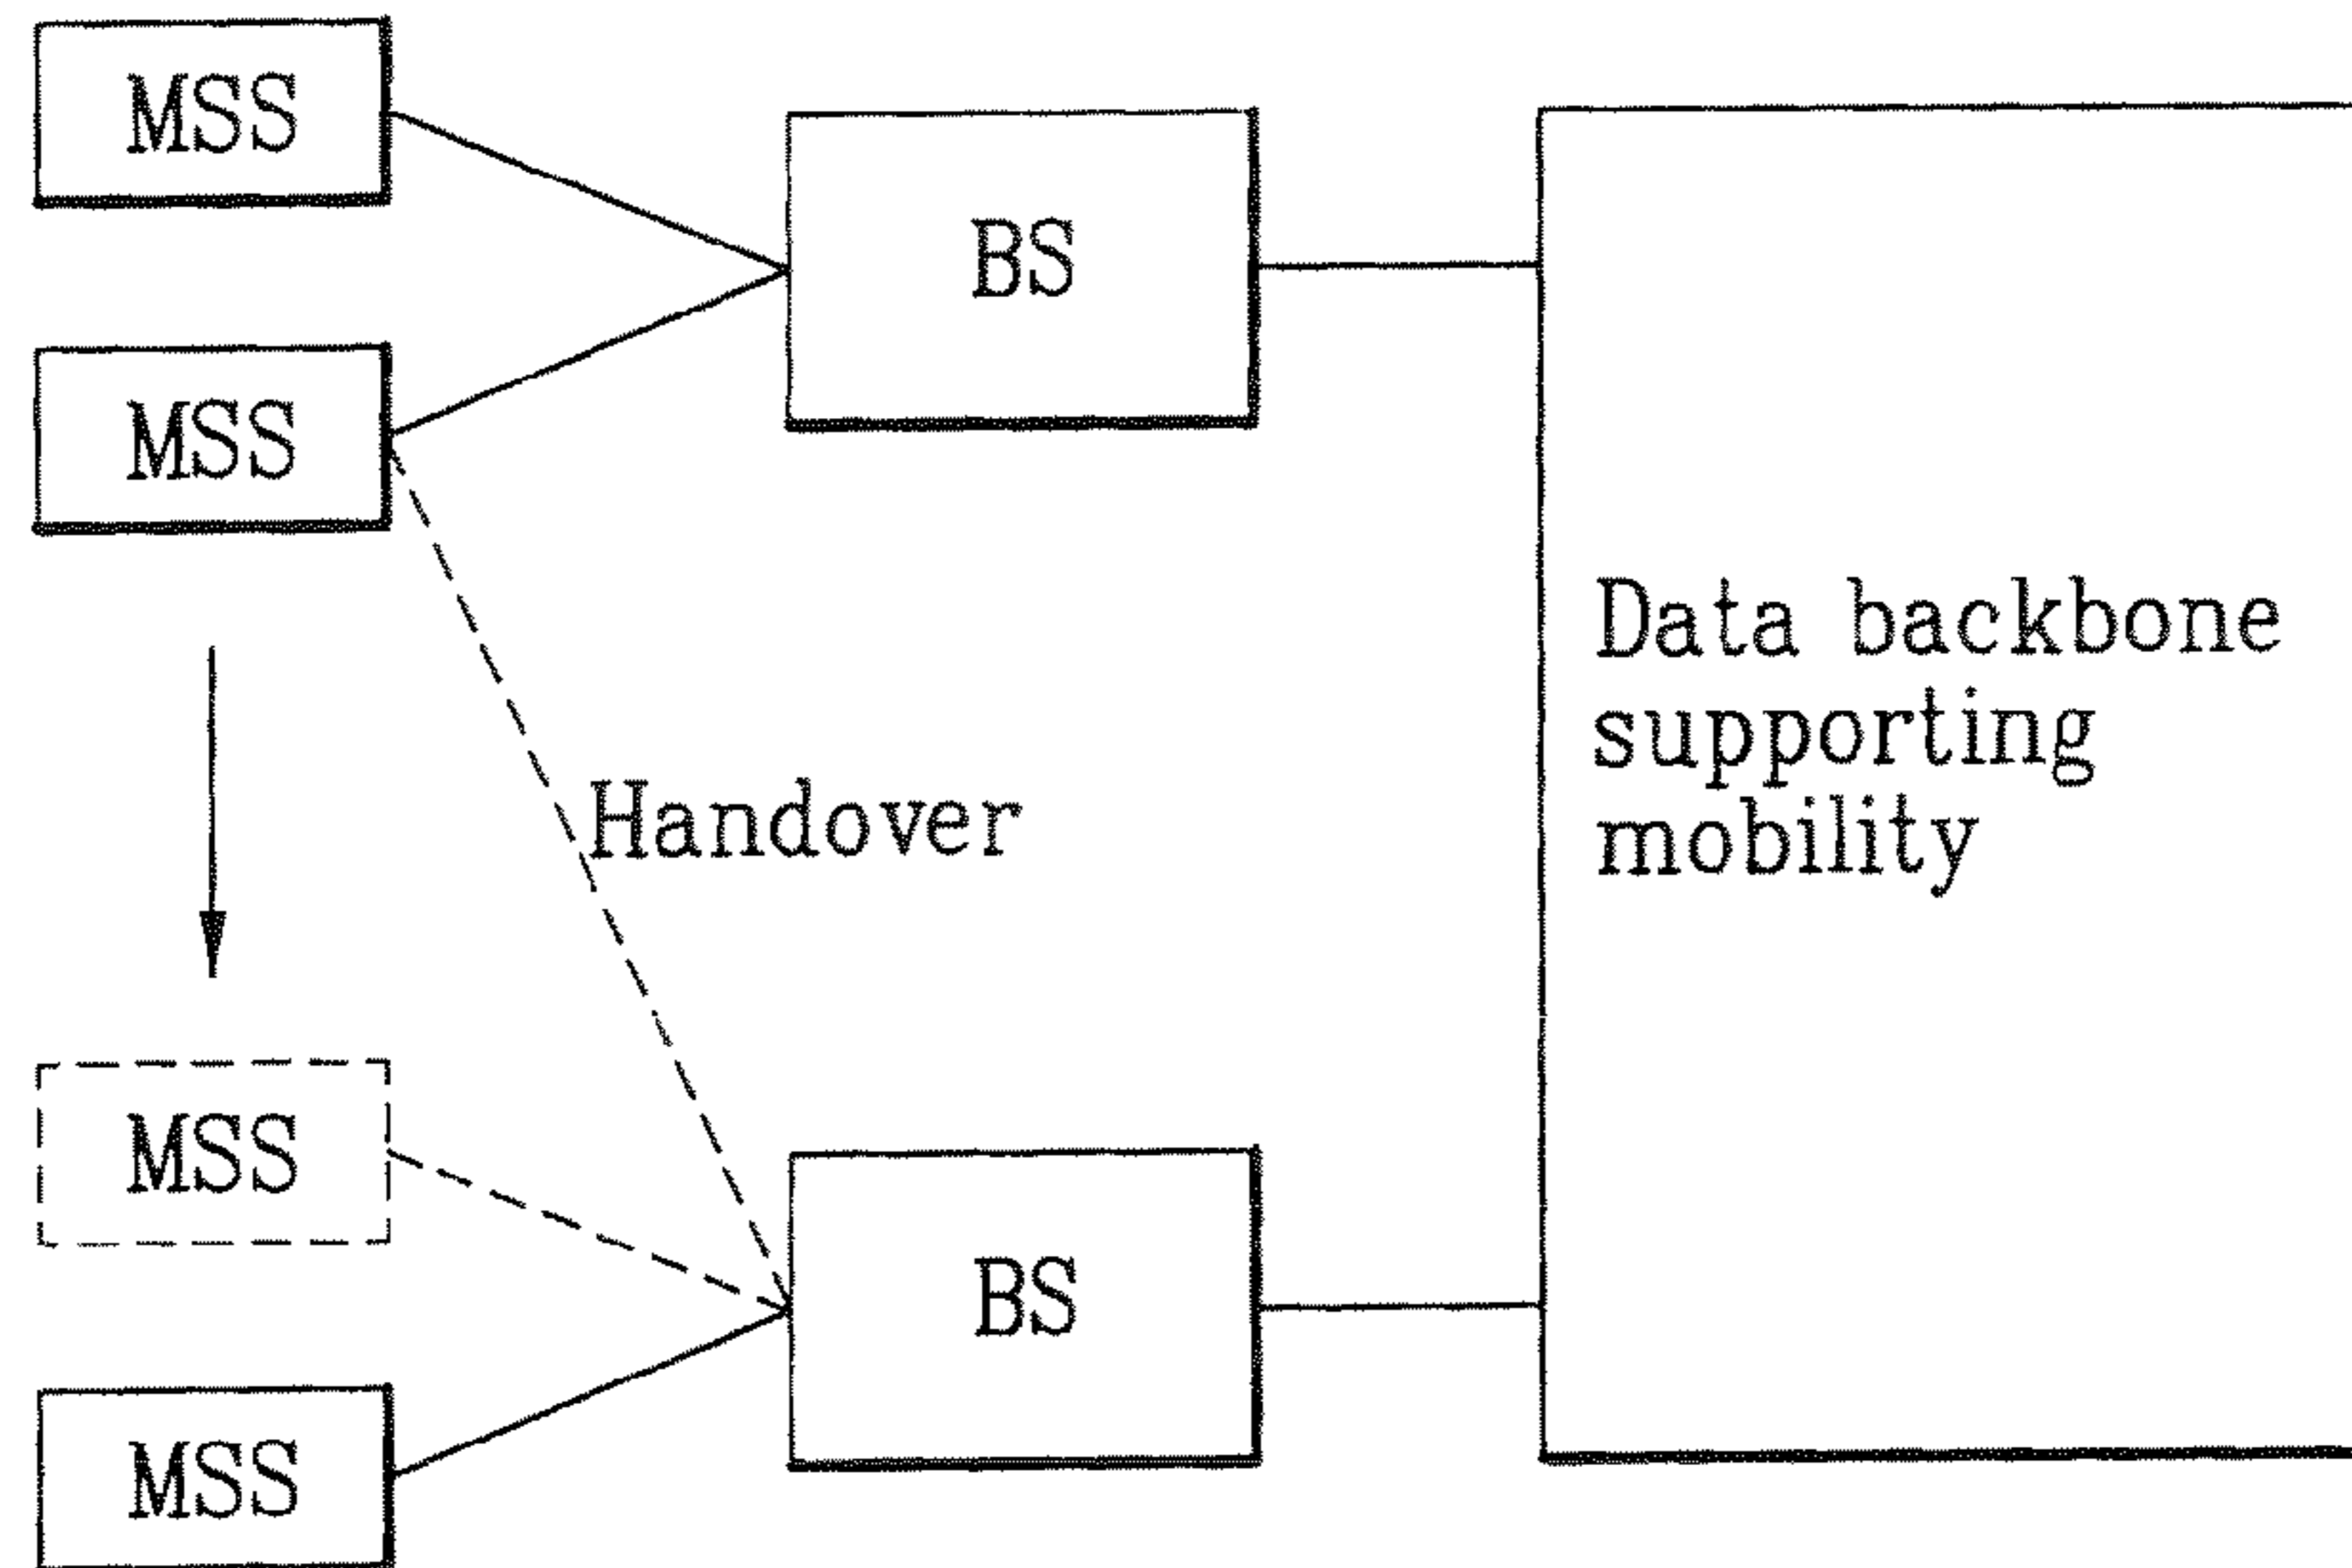 MSS
BS
MSS
Data backbone
supporting
mobility
Handover
MSS
BS
MSS